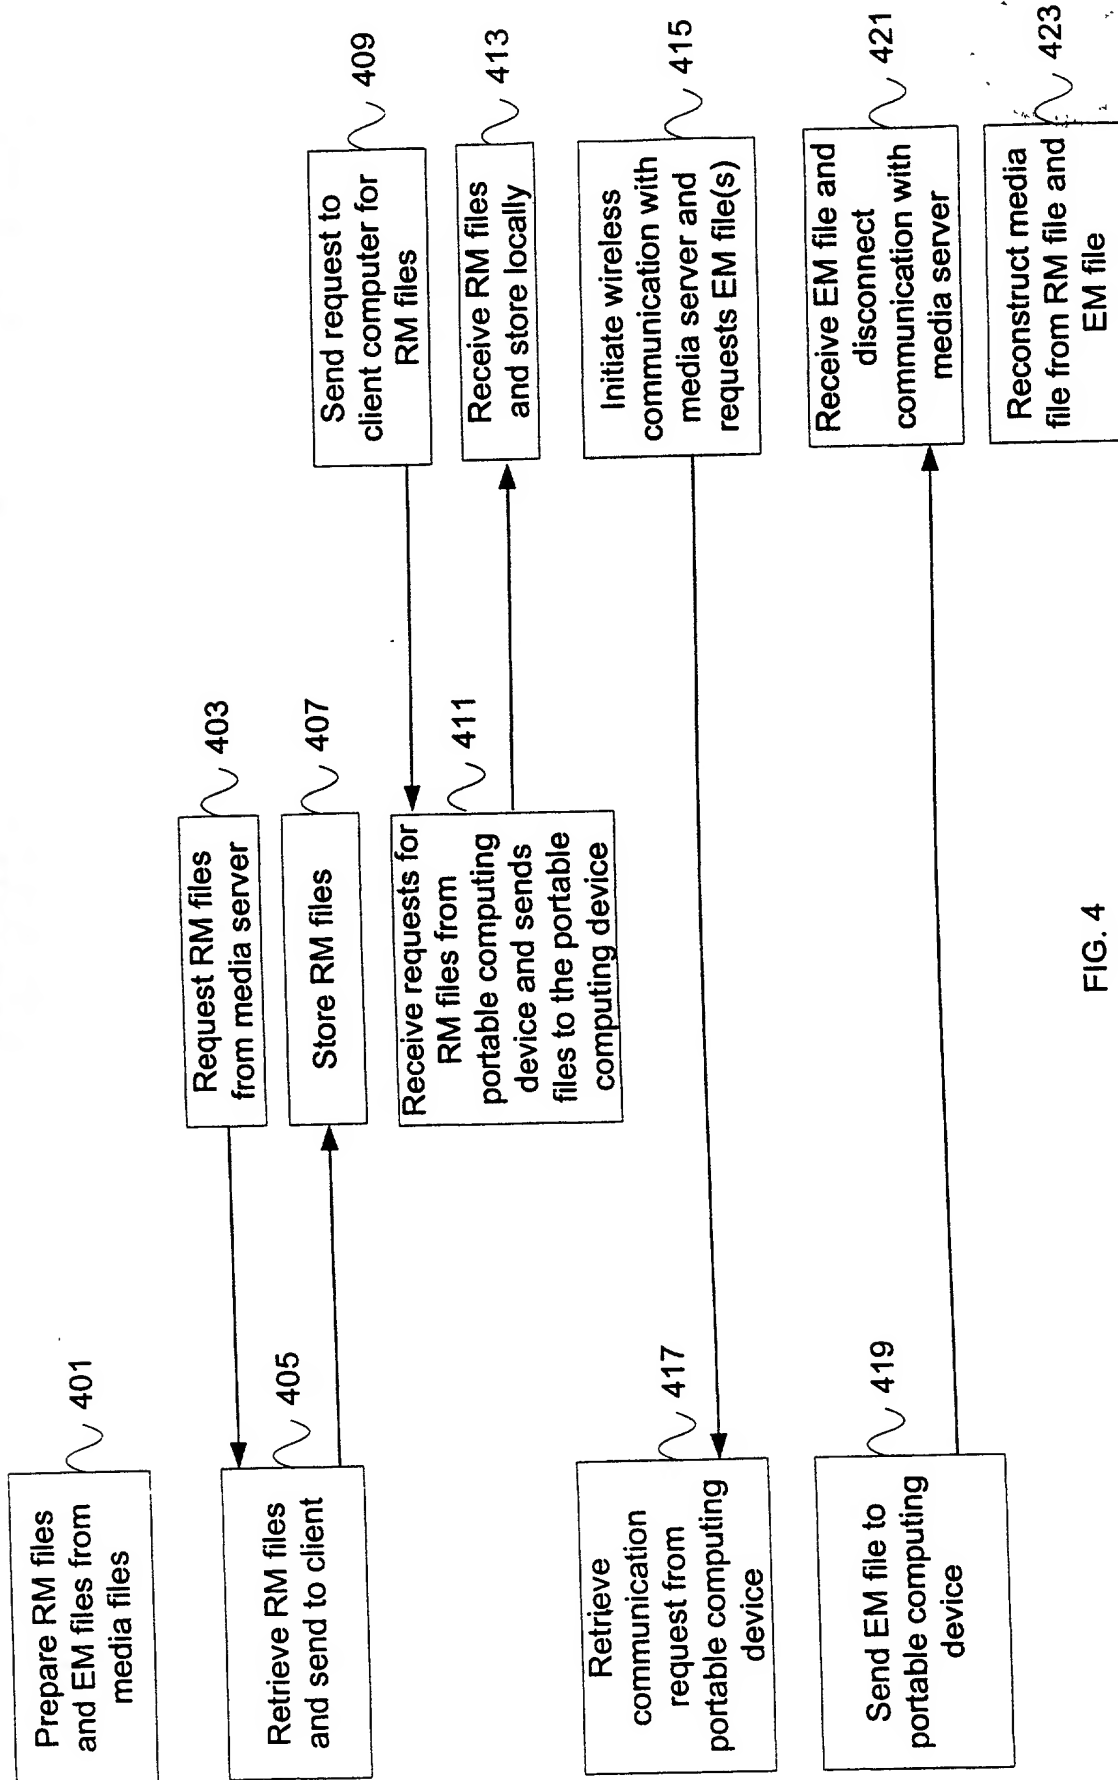 Prepare RM files
and EM files from
media files
401
Request RM files
from media server
403
Retrieve RM files
and send to client
405
Store RM files
407
Send request to
client computer for
RM files
409
Receive requests for
RM files from
portable computing
device and sends
files to the portable
computing device
411
Receive RM files
and store locally
413
Initiate wireless
communication with
media server and
requests EM file(s)
415
Retrieve
communication
request from
portable computing
device
417
Send EM file to
portable computing
device
419
Receive EM file and
disconnect
communication with
media server
421
Reconstruct media
file from RM file and
EM file
423
FIG. 4